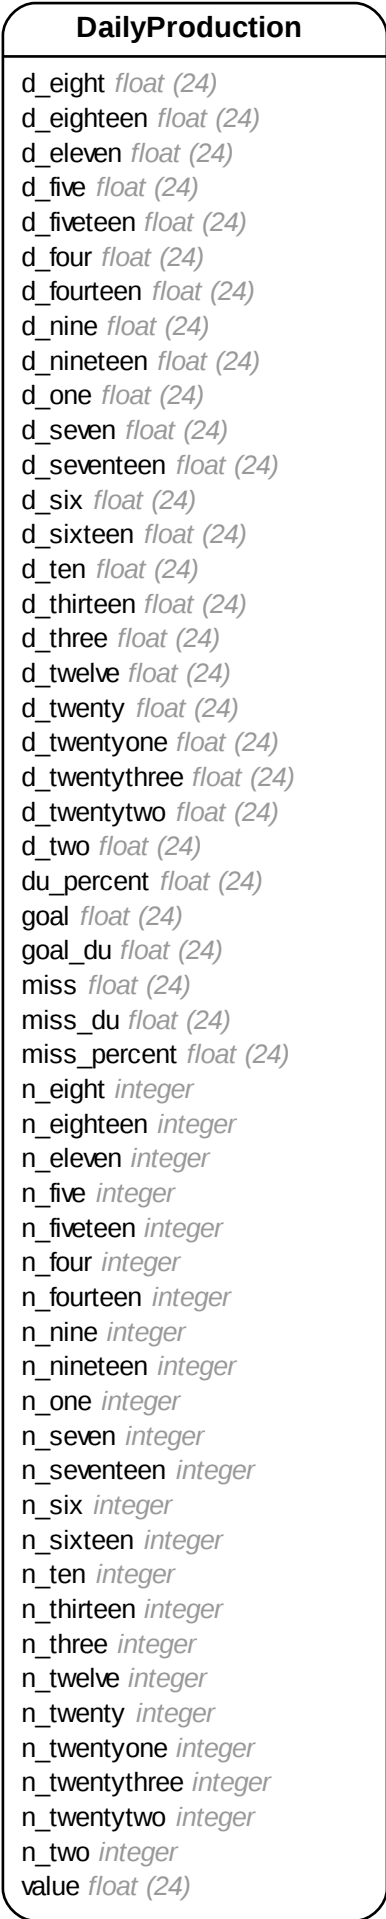 DailyProduction
d_eight float (24)
d_eighteen float (24)
d_eleven float (24)
d_five float (24)
d_fiveteen float (24)
d_four float (24)
d_fourteen float (24)
d_nine float (24)
d_nineteen float (24)
d_one float (24)
d_seven float (24)
d_seventeen float (24)
d_six float (24)
d_sixteen float (24)
d_ten float (24)
d_thirteen float (24)
d_three float (24)
d_twelve float (24)
d_twenty float (24)
d_twentyone float (24)
d_twentythree float (24)
d_twentytwo float (24)
d_two float (24)
du_percent float (24)
goal float (24)
goal_du float (24)
miss float (24)
miss_du float (24)
miss_percent float (24)
n_eight integer
n_eighteen integer
n_eleven integer
n_five integer
n_fiveteen integer
n_four integer
n_fourteen integer
n_nine integer
n_nineteen integer
n_one integer
n_seven integer
n_seventeen integer
n_six integer
n_sixteen integer
n_ten integer
n_thirteen integer
n_three integer
n_twelve integer
n_twenty integer
n_twentyone integer
n_twentythree integer
n_twentytwo integer
n_two integer
value float (24)